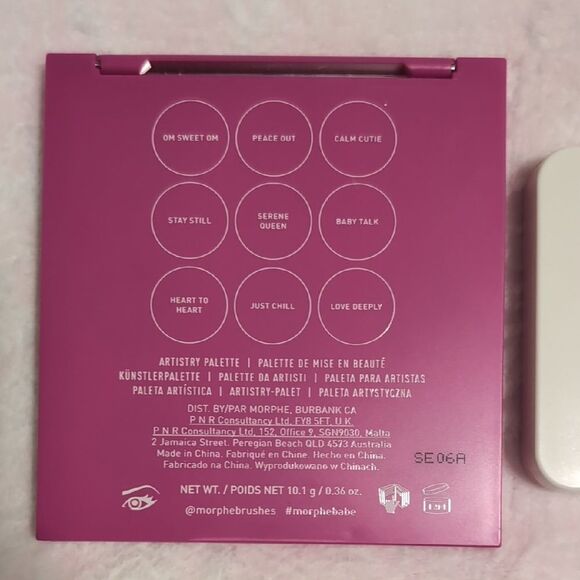 OM SWEET OM
PEACE OUT
CALM CUTIE
STAY STILL
SERENE
QUEEN
BABY TALK
HEART TO
HEART
JUST CHILL
LOVE DEEPLY
ARTISTRY PALETTE | PALETTE DE MISE EN BEAUTÉ
KÜNSTLERPALETTE | PALETTE DA ARTISTI | PALETA PARA ARTISTAS
PALETA ARTÍSTICA | ARTISTRY-PALET | PALETA ARTYSTYCZNA
DIST. BY/PAR MORPHE, BURBANK CA
P N R Consultancy Ltd, FY8 5FT, U.K.
P N R Consultancy Ltd, 152, Office 9, SGN9030, Malta
2 Jamaica Street. Peregian Beach QLD 4573 Australia
Made in China. Fabriqué en Chine. Hecho en China.
Fabricado na China. Wyprodukowano w Chinach.
SE06A
NET WT. / POIDS NET 10.1 g / 0.36 oz.
@morphebrushes #morphebabe